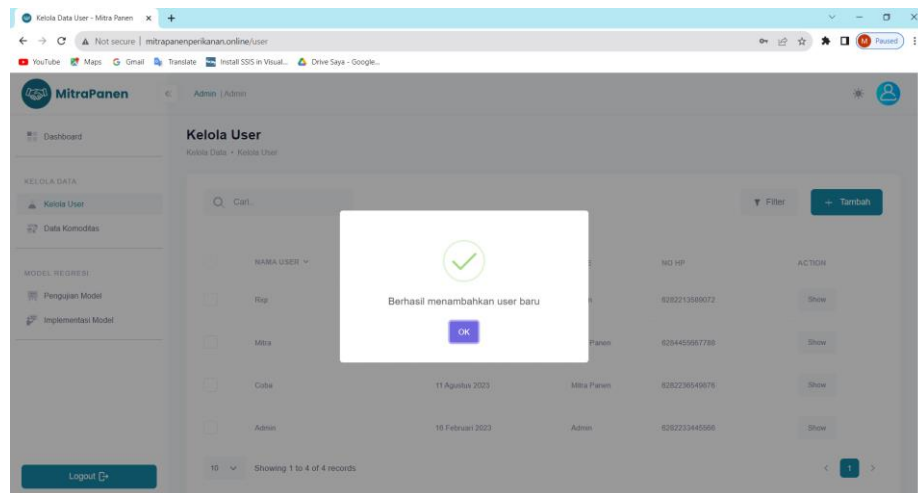 Kelola Data User - Mitra Panen
Not secure | mitrapanenperikanan.online/user
Paused
YouTube Maps Gmail Translate Install SSIS in Visual... Drive Saya - Google...
MitraPanen
Admin | Admin
Dashboard
Kelola User
Kelola Data • Kelola User
KELOLA DATA
Kelola User
Data Komoditas
MODEL REGRESI
Pengujian Model
Implementasi Model
Logout
Cari..
Filter
+ Tambah
NAMA USER NO HP ACTION
Show
Mitra Panen Show
Coba 11 Agustus 2023 Mitra Panen Show
Admin 16 Februari 2023 Admin Show
Berhasil menambahkan user baru
OK
10 Showing 1 to 4 of 4 records
< 1 >